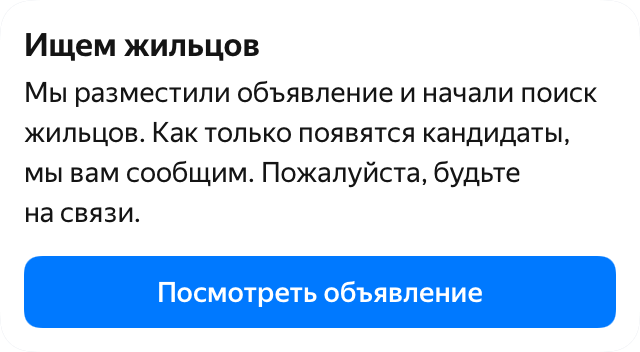 Ищем жильцов
Мы разместили объявление и начали поиск
жильцов. Как только появятся кандидаты,
мы вам сообщим. Пожалуйста, будьте
на связи.
Посмотреть объявление